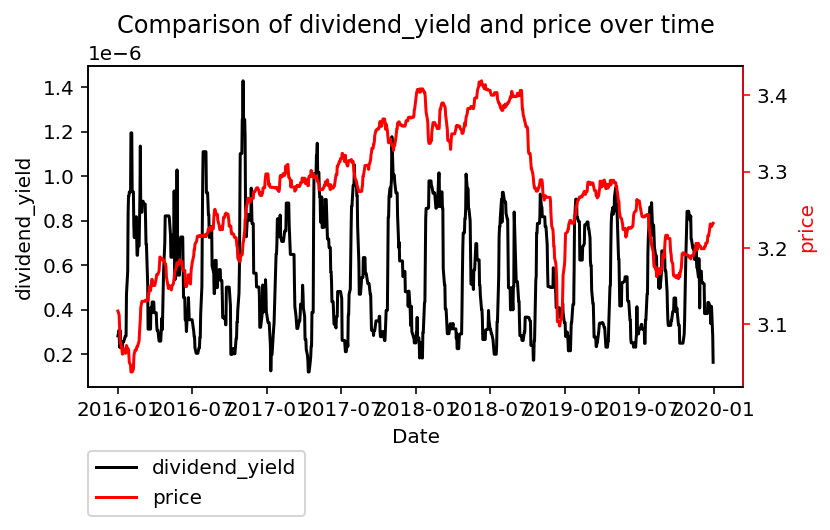 Comparison of dividend_yield and price over time
1e−6
1.4
1.2
1.0
0.8
0.6
0.4
0.2
dividend_yield
3.4
3.3
3.2
3.1
price
2016-01
2016-07
2017-01
2017-07
2018-01
2018-07
2019-01
2019-07
2020-01
Date
dividend_yield
price